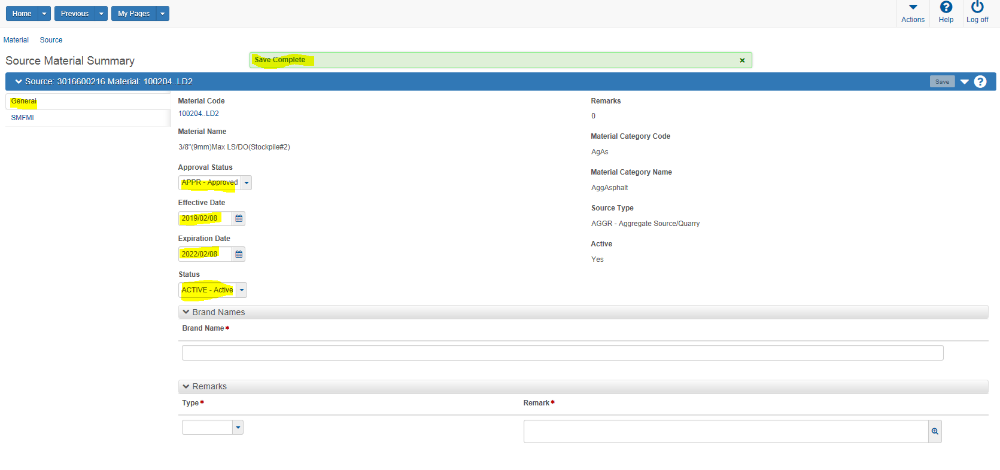 Home Previous My Pages
Actions Help Log off
Material Source
Source Material Summary
Save Complete
Source: 3016600216 Material: 100204..LD2
Save
General
SMFMI
Material Code
100204..LD2
Material Name
3/8"(9mm)Max LS/DO(Stockpile#2)
Approval Status
APPR - Approved
Effective Date
2019/02/08
Expiration Date
2022/02/08
Status
ACTIVE - Active
Remarks
0
Material Category Code
AgAs
Material Category Name
AggAsphalt
Source Type
AGGR - Aggregate Source/Quarry
Active
Yes
Brand Names
Brand Name*
Remarks
Type* Remark*